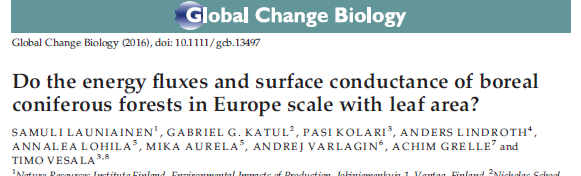 Global Change Biology
Global Change Biology (2016), doi: 10.1111/gcb.13497
Do the energy fluxes and surface conductance of boreal
coniferous forests in Europe scale with leaf area?
SAMULI LAUNIAINEN¹, GABRIEL G. KATUL², PASI KOLARI³, ANDERS LINDROTH⁴,
ANNALEA LOHILA⁵, MIKA AURELA⁵, ANDREJ VARLAGIN⁶, ACHIM GRELLE⁷ and
TIMO VESALA³,⁸
¹Natural Resources Institute Finland, Environmental Impacts of Production, Jokiniemenkuja 1, Vantaa, Finland, ²Nicholas School